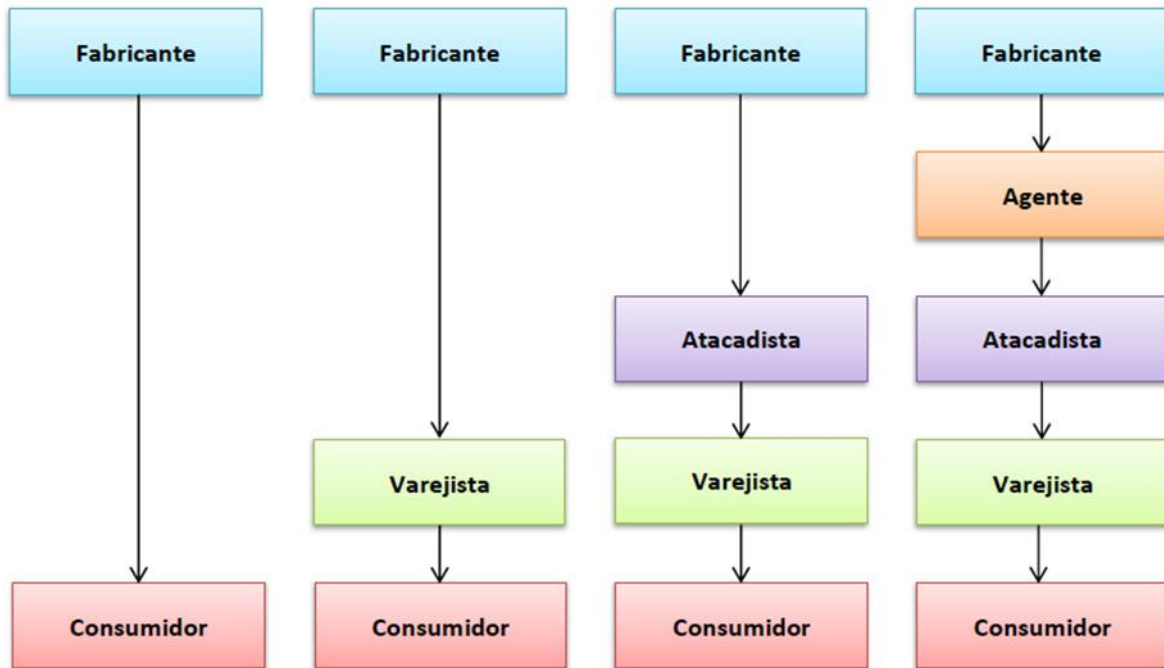 Fabricante
Fabricante
Fabricante
Fabricante
Agente
Atacadista
Atacadista
Varejista
Varejista
Varejista
Consumidor
Consumidor
Consumidor
Consumidor